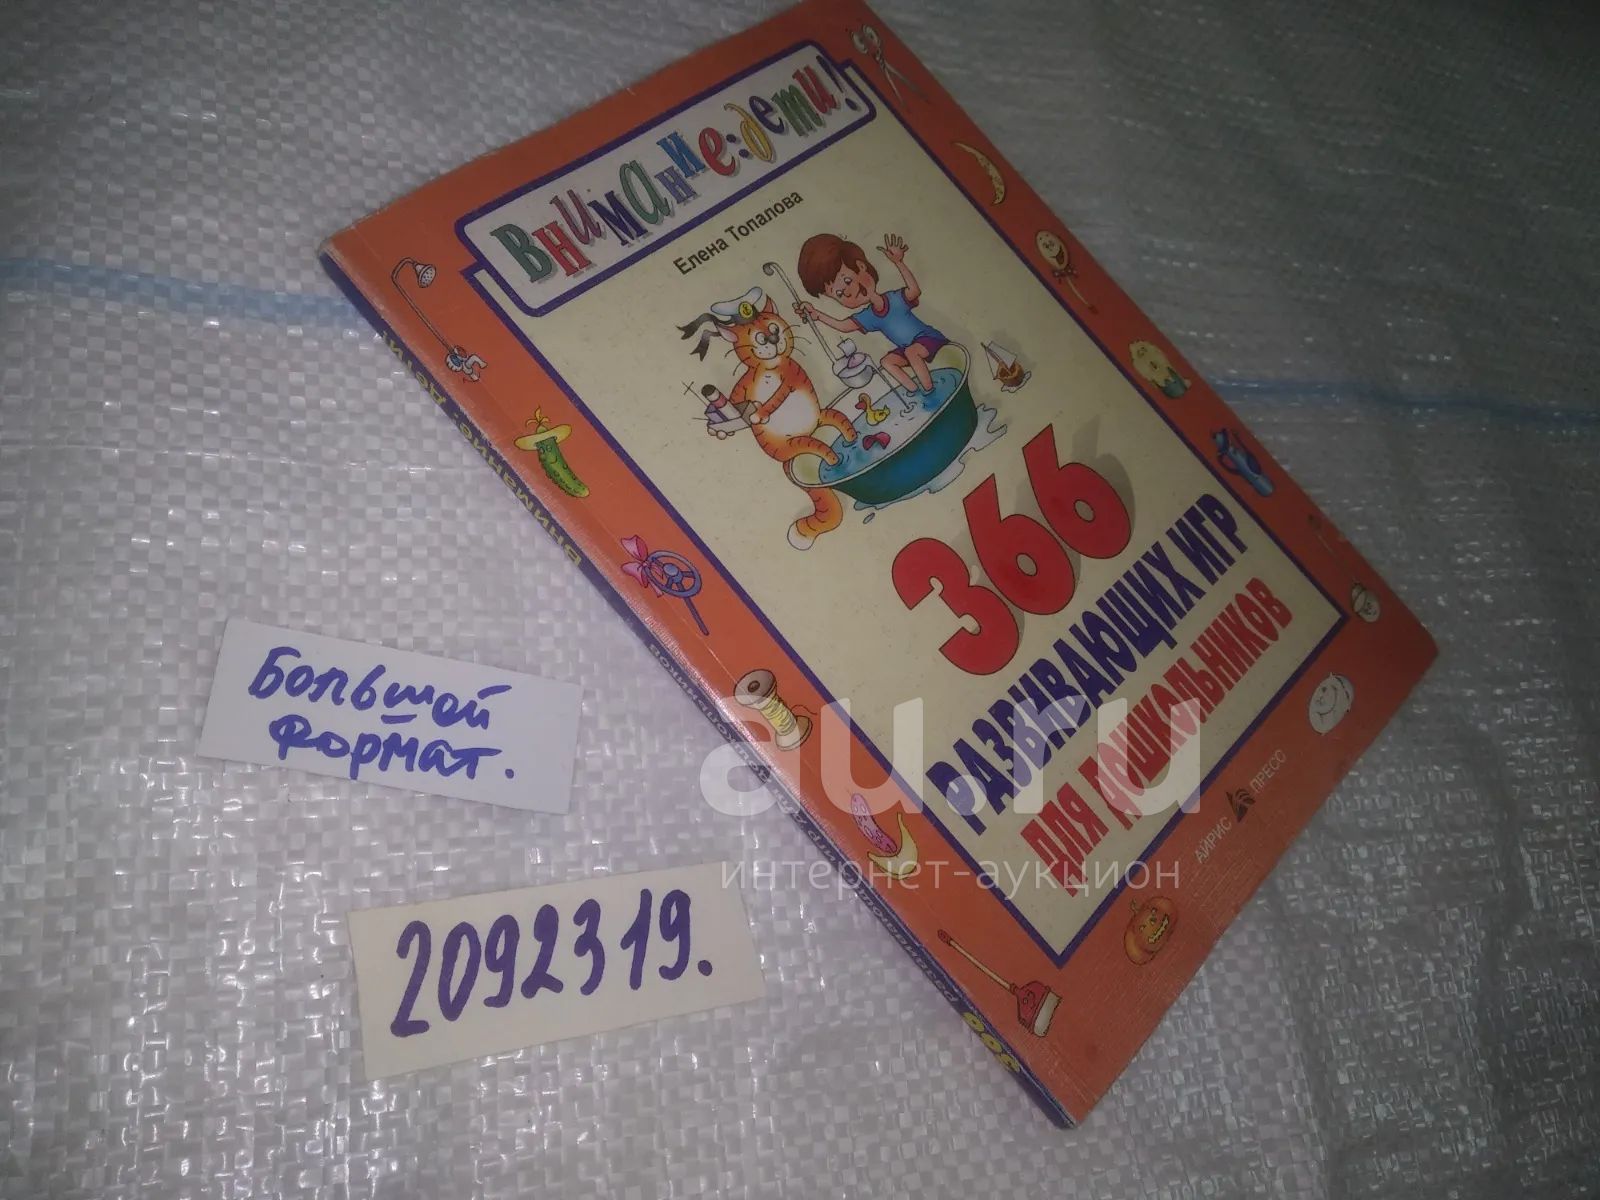 Внимание: дети!
Елена Топалова
366
РАЗВИВАЮЩИХ ИГР
ДЛЯ ДОШКОЛЬНИКОВ
АЙРИС ПРЕСС
Внимание: дети!
366 развивающих игр для дошкольников
Большой
формат.
2092319.
au.ru
интернет-аукцион